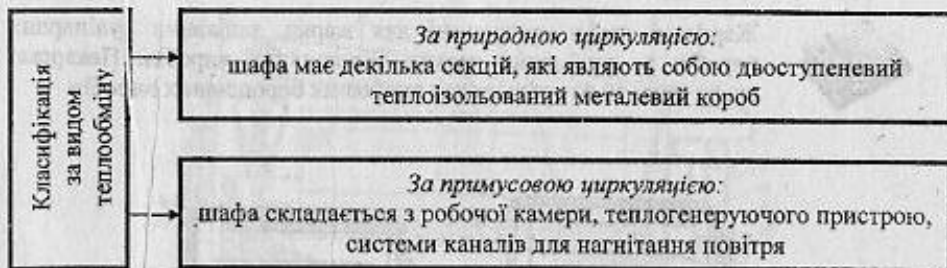 Класифікація
за видом
теплообміну
За природною циркуляцією:
шафа має декілька секцій, які являють собою двоступеневий
теплоізольований металевий короб
За примусовою циркуляцією:
шафа складається з робочої камери, теплогенеруючого пристрою,
системи каналів для нагнітання повітря